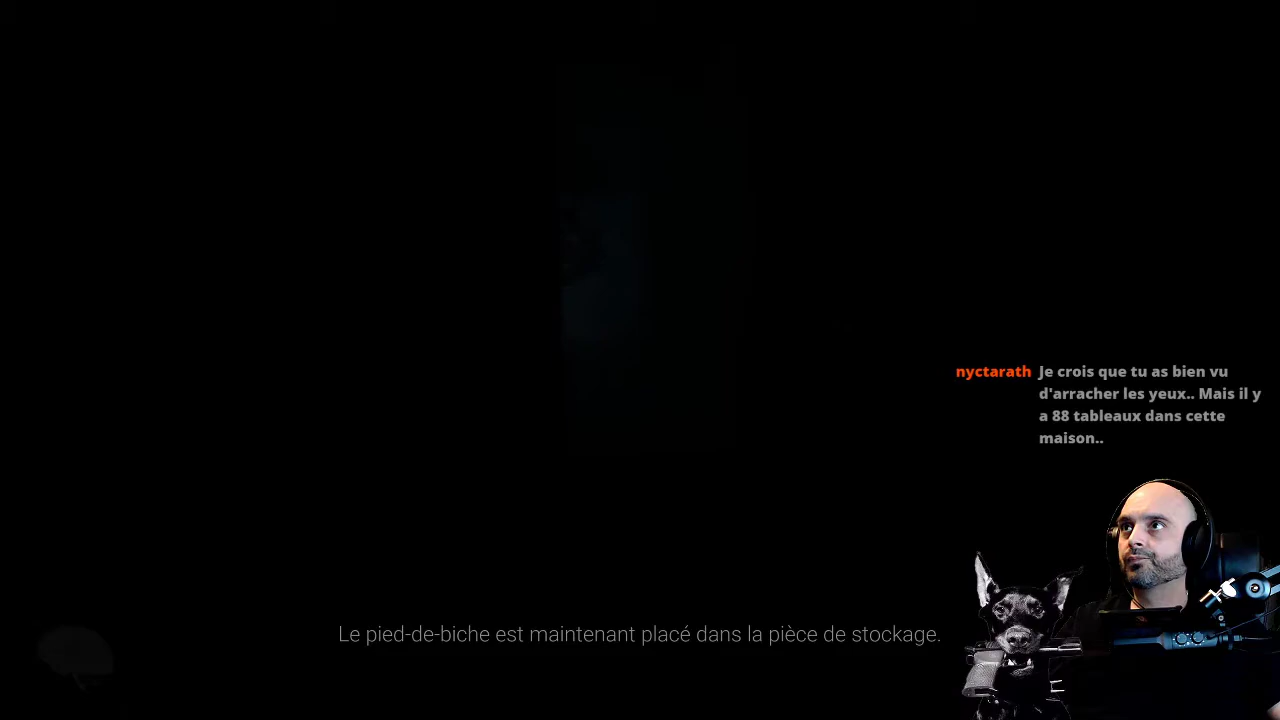 nyctarath Je crois que tu as bien vu
d'arracher les yeux.. Mais il y
a 88 tableaux dans cette
maison..
Le pied-de-biche est maintenant placé dans la pièce de stockage.